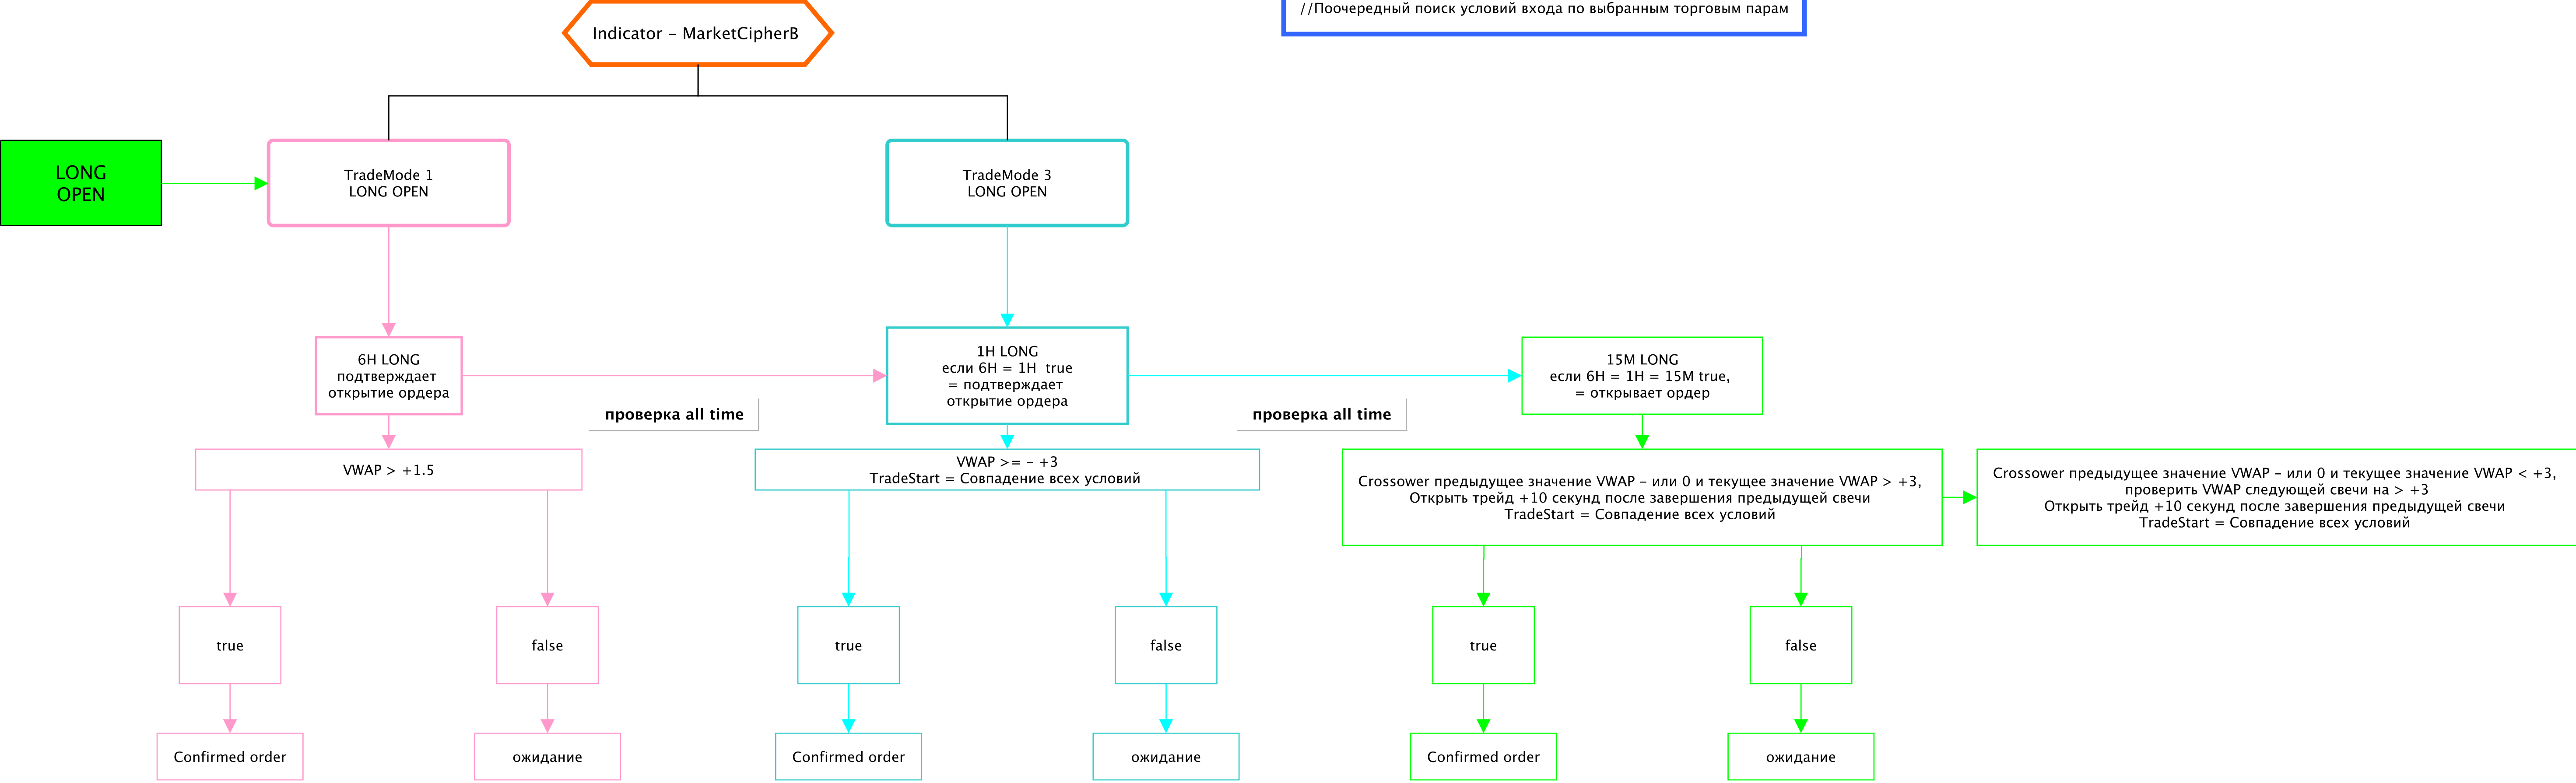 //Поочередный поиск условий входа по выбранным торговым парам
Indicator – MarketCipherB
LONG
OPEN
TradeMode 1
LONG OPEN
TradeMode 3
LONG OPEN
6H LONG
подтверждает
открытие ордера
проверка all time
1H LONG
если 6H = 1H  true
= подтверждает
открытие ордера
проверка all time
15M LONG
если 6H = 1H = 15M true,
= открывает ордер
VWAP > +1.5
VWAP >= – +3
TradeStart = Совпадение всех условий
Crossower предыдущее значение VWAP – или 0 и текущее значение VWAP > +3,
Открыть трейд +10 секунд после завершения предыдущей свечи
TradeStart = Совпадение всех условий
Crossower предыдущее значение VWAP – или 0 и текущее значение VWAP < +3,
проверить VWAP следующей свечи на > +3
Открыть трейд +10 секунд после завершения предыдущей свечи
TradeStart = Совпадение всех условий
true
false
true
false
true
false
Confirmed order
ожидание
Confirmed order
ожидание
Confirmed order
ожидание